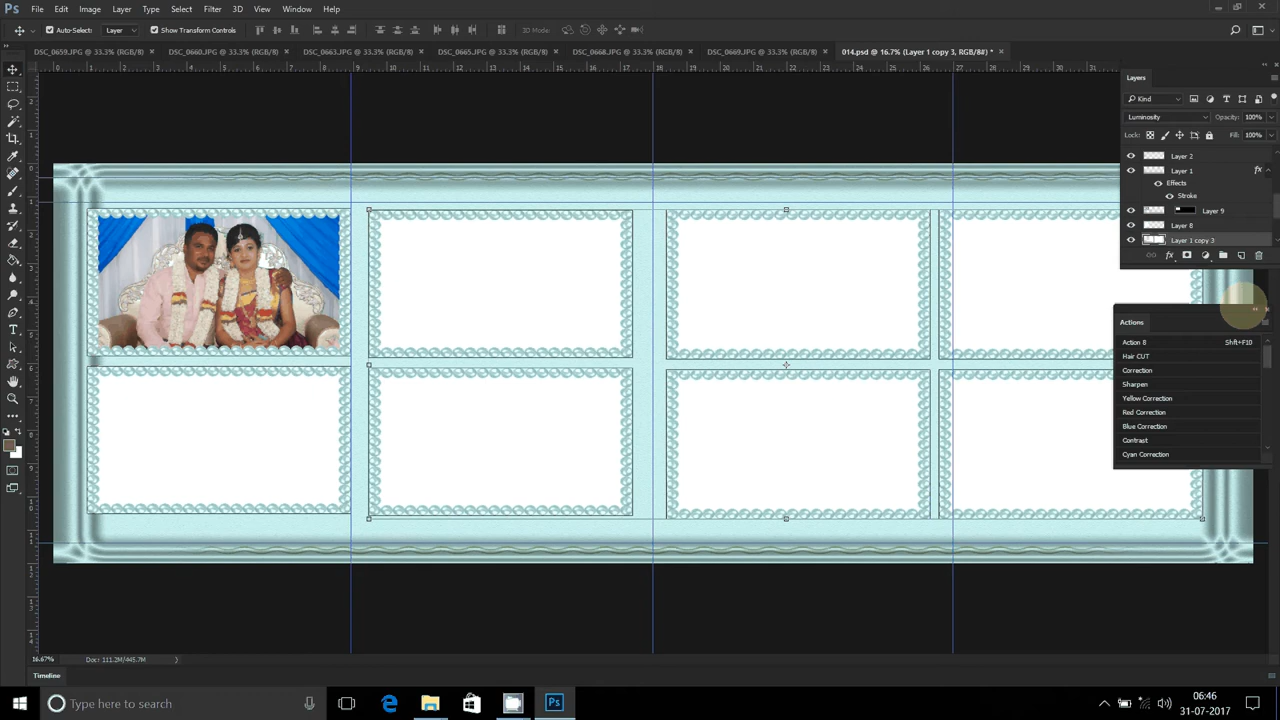 Ps File Edit Image Layer Type Select Filter 3D View Window Help
Auto-Select: Layer Show Transform Controls 3D Mode:
DSC_0659.JPG @ 33.3% (RGB/8) × DSC_0660.JPG @ 33.3% (RGB/8) × DSC_0663.JPG @ 33.3% (RGB/8) × DSC_0665.JPG @ 33.3% (RGB/8) × DSC_0668.JPG @ 33.3% (RGB/8) × DSC_0669.JPG @ 33.3% (RGB/8) × 014.psd @ 16.7% (Layer 1 copy 3, RGB/8#) * ×
Layers
Kind
Luminosity Opacity: 100%
Lock: Fill: 100%
Layer 2
Layer 1 fx
Effects
Stroke
Layer 9
Layer 8
Layer 1 copy 3
Actions
Action 8 Shft+F10
Hair CUT
Correction
Sharpen
Yellow Correction
Red Correction
Blue Correction
Contrast
Cyan Correction
16.67% Doc: 111.2M/445.7M
Timeline
Type here to search
06:46
31-07-2017